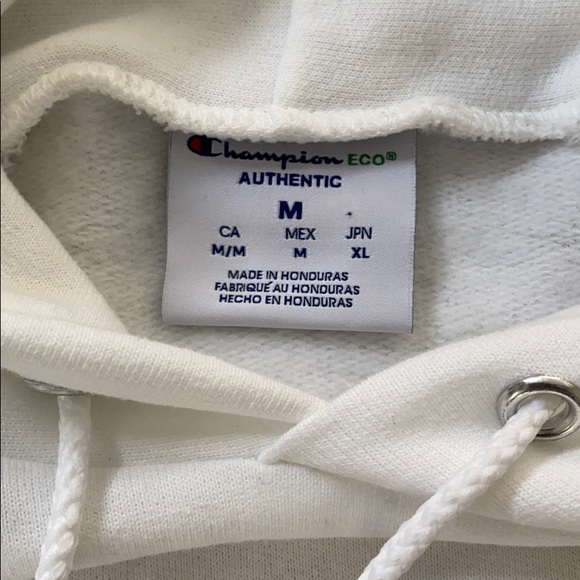 Champion ECO®
AUTHENTIC
M
CA MEX JPN
M/M M XL
MADE IN HONDURAS
FABRIQUÉ AU HONDURAS
HECHO EN HONDURAS